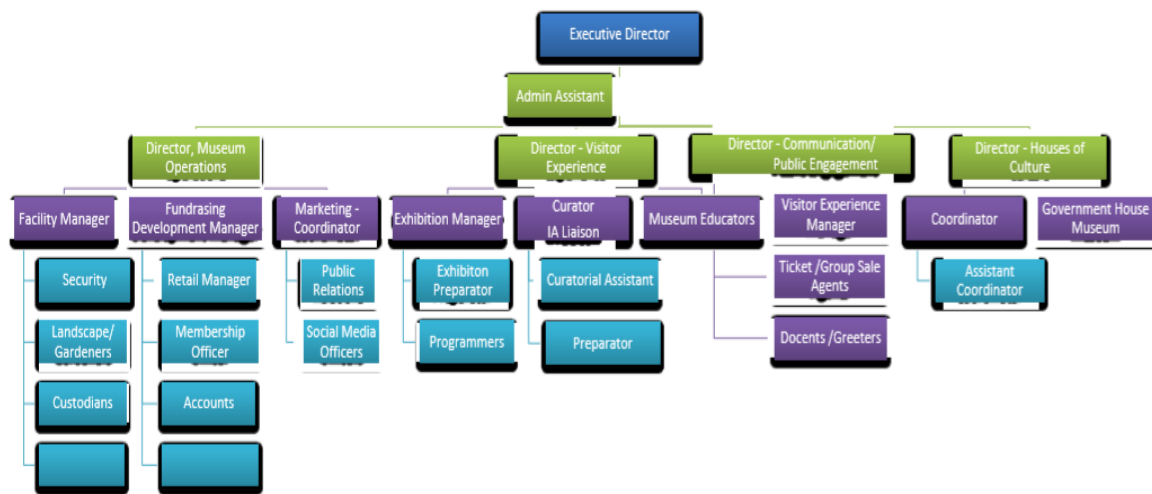 Executive Director
Admin Assistant
Director, Museum
Operations
Director - Visitor
Experience
Director - Communication/
Public Engagement
Director - Houses of
Culture
Facility Manager
Fundrasing
Development Manager
Marketing -
Coordinator
Exhibition Manager
Curator
IA Liaison
Museum Educators
Visitor Experience
Manager
Coordinator
Government House
Museum
Security
Retail Manager
Public
Relations
Exhibiton
Preparator
Curatorial Assistant
Ticket /Group Sale
Agents
Assistant
Coordinator
Landscape/
Gardeners
Membership
Officer
Social Media
Officers
Programmers
Preparator
Docents /Greeters
Custodians
Accounts